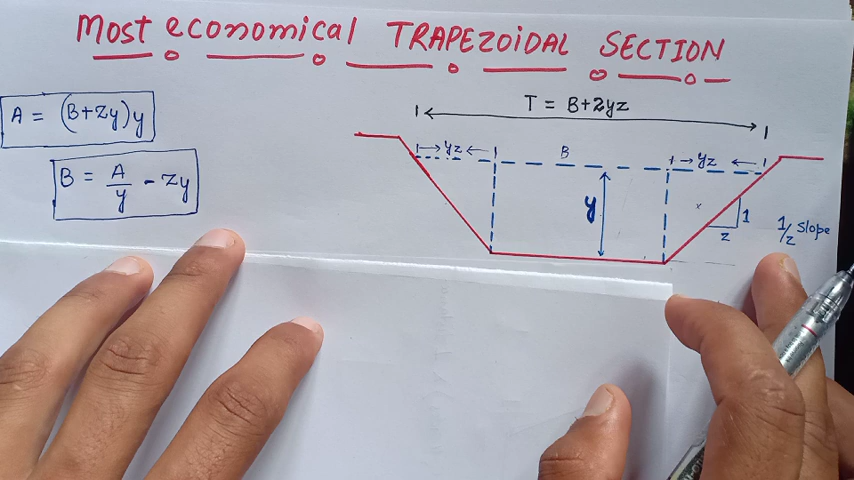 Most economical TRAPEZOIDAL SECTION
T = B+2yz
A = (B+zy)y
yz B yz
B = A/y - zy
y
1
z
1/z slope